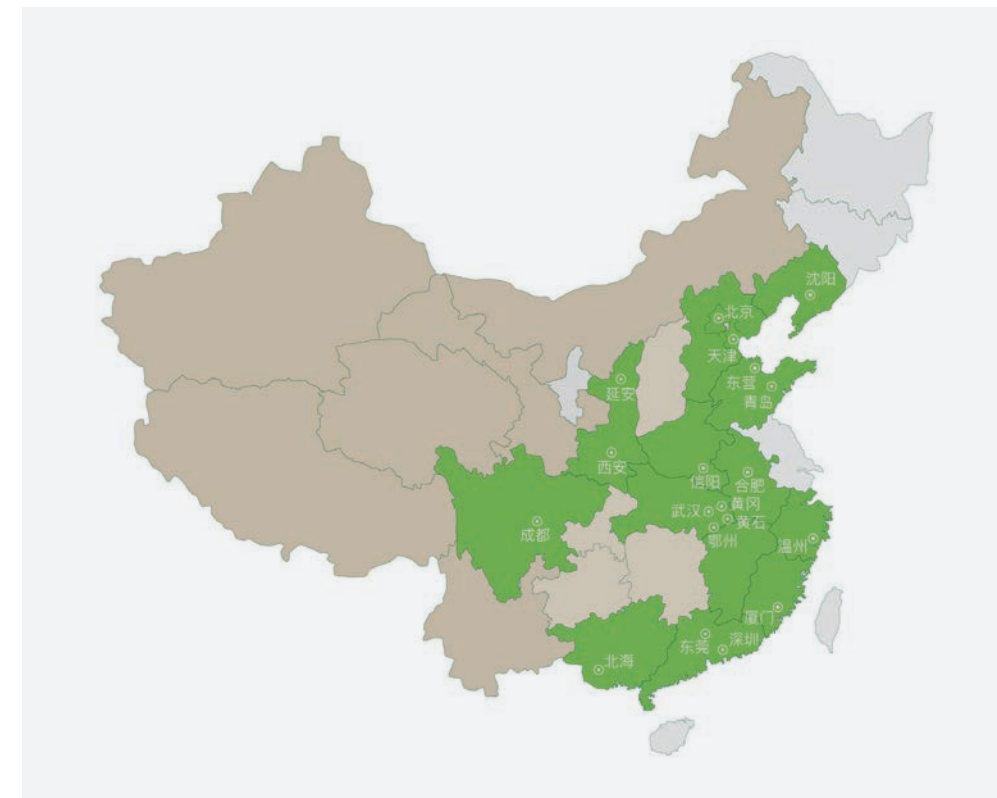 沈阳
北京
天津
东营
青岛
延安
西安
信阳
合肥
武汉
黄冈
黄石
鄂州
成都
温州
厦门
东莞
深圳
北海